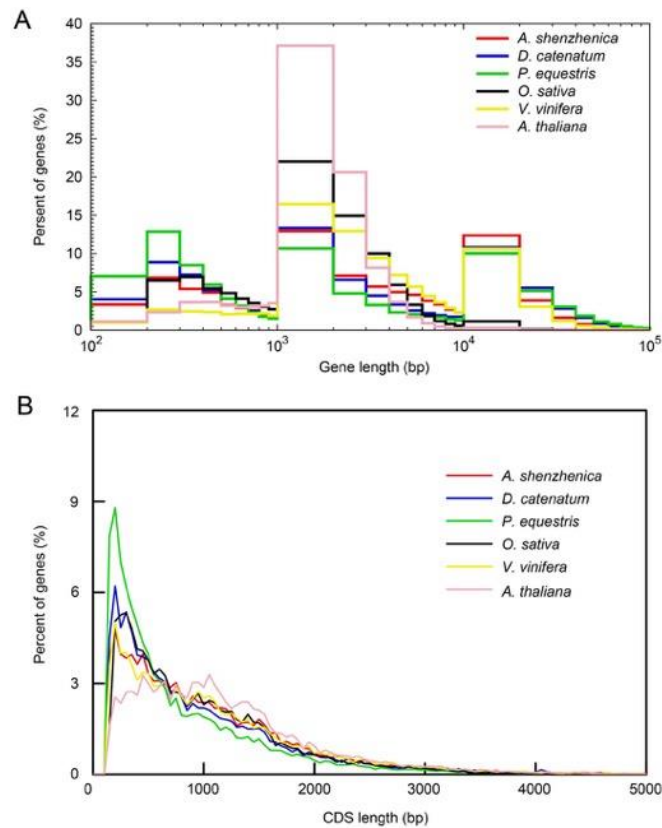 A
40
35
30
25
20
15
10
5
0
Persent of genes (%)
A. shenzhenica
D. catenatum
P. equestris
O. sativa
V. vinifera
A. thaliana
10² 10³ 10⁴ 10⁵
Gene length (bp)
B
12
9
6
3
0
Percent of genes (%)
A. shenzhenica
D. catenatum
P. equestris
O. sativa
V. vinifera
A. thaliana
0 1000 2000 3000 4000 5000
CDS length (bp)